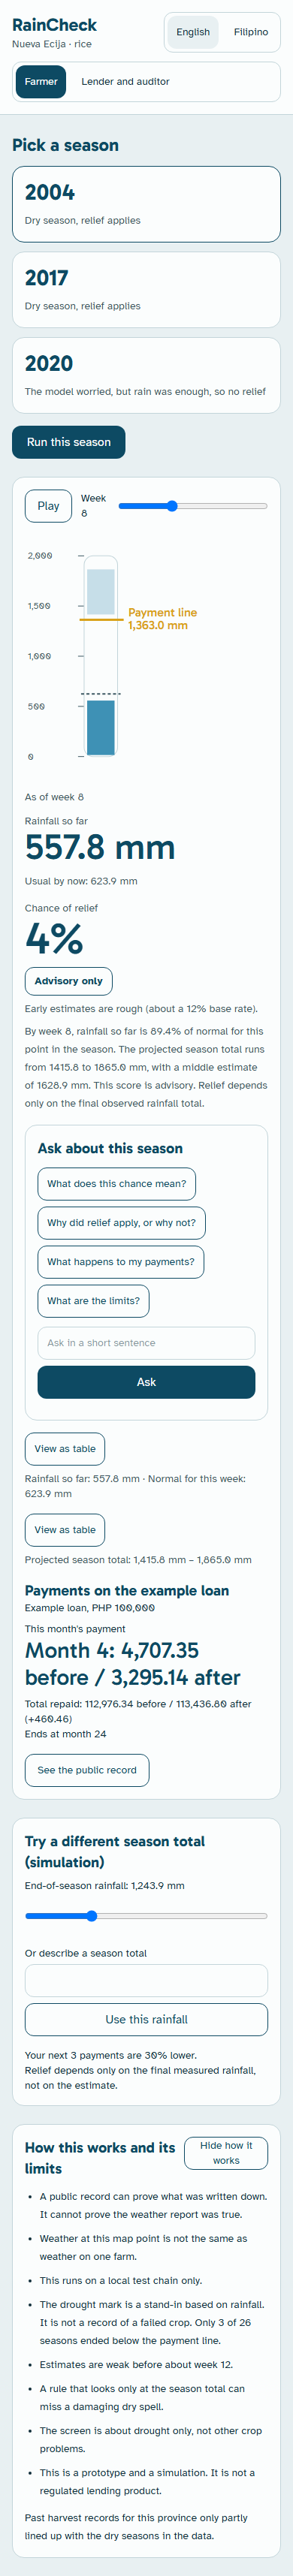 RainCheck
Nueva Ecija · rice
English
Filipino
Farmer
Lender and auditor
Pick a season
2004
Dry season, relief applies
2017
Dry season, relief applies
2020
The model worried, but rain was enough, so no relief
Run this season
Play
Week
8
2,000
1,500
1,000
500
0
Payment line
1,363.0 mm
As of week 8
Rainfall so far
557.8 mm
Usual by now: 623.9 mm
Chance of relief
4%
Advisory only
Early estimates are rough (about a 12% base rate).
By week 8, rainfall so far is 89.4% of normal for this
point in the season. The projected season total runs
from 1415.8 to 1865.0 mm, with a middle estimate
of 1628.9 mm. This score is advisory. Relief depends
only on the final observed rainfall total.
Ask about this season
What does this chance mean?
Why did relief apply, or why not?
What happens to my payments?
What are the limits?
Ask in a short sentence
Ask
View as table
Rainfall so far: 557.8 mm · Normal for this week:
623.9 mm
View as table
Projected season total: 1,415.8 mm – 1,865.0 mm
Payments on the example loan
Example loan, PHP 100,000
This month's payment
Month 4: 4,707.35
before / 3,295.14 after
Total repaid: 112,976.34 before / 113,436.80 after
(+460.46)
Ends at month 24
See the public record
Try a different season total
(simulation)
End-of-season rainfall: 1,243.9 mm
Or describe a season total
Use this rainfall
Your next 3 payments are 30% lower.
Relief depends only on the final measured rainfall,
not on the estimate.
How this works and its
limits
Hide how it
works
• A public record can prove what was written down.
It cannot prove the weather report was true.
• Weather at this map point is not the same as
weather on one farm.
• This runs on a local test chain only.
• The drought mark is a stand-in based on rainfall.
It is not a record of a failed crop. Only 3 of 26
seasons ended below the payment line.
• Estimates are weak before about week 12.
• A rule that looks only at the season total can
miss a damaging dry spell.
• The screen is about drought only, not other crop
problems.
• This is a prototype and a simulation. It is not a
regulated lending product.
Past harvest records for this province only partly
lined up with the dry seasons in the data.